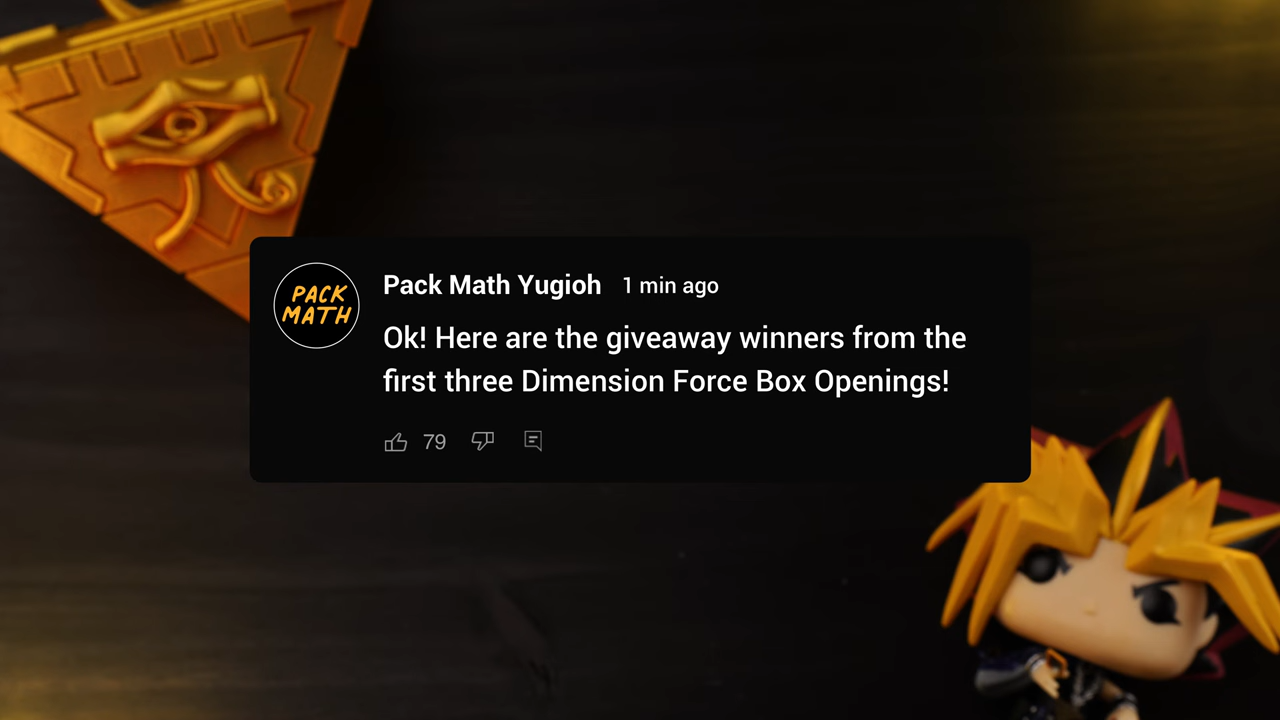 PACK
MATH
Pack Math Yugioh 1 min ago
Ok! Here are the giveaway winners from the
first three Dimension Force Box Openings!
79